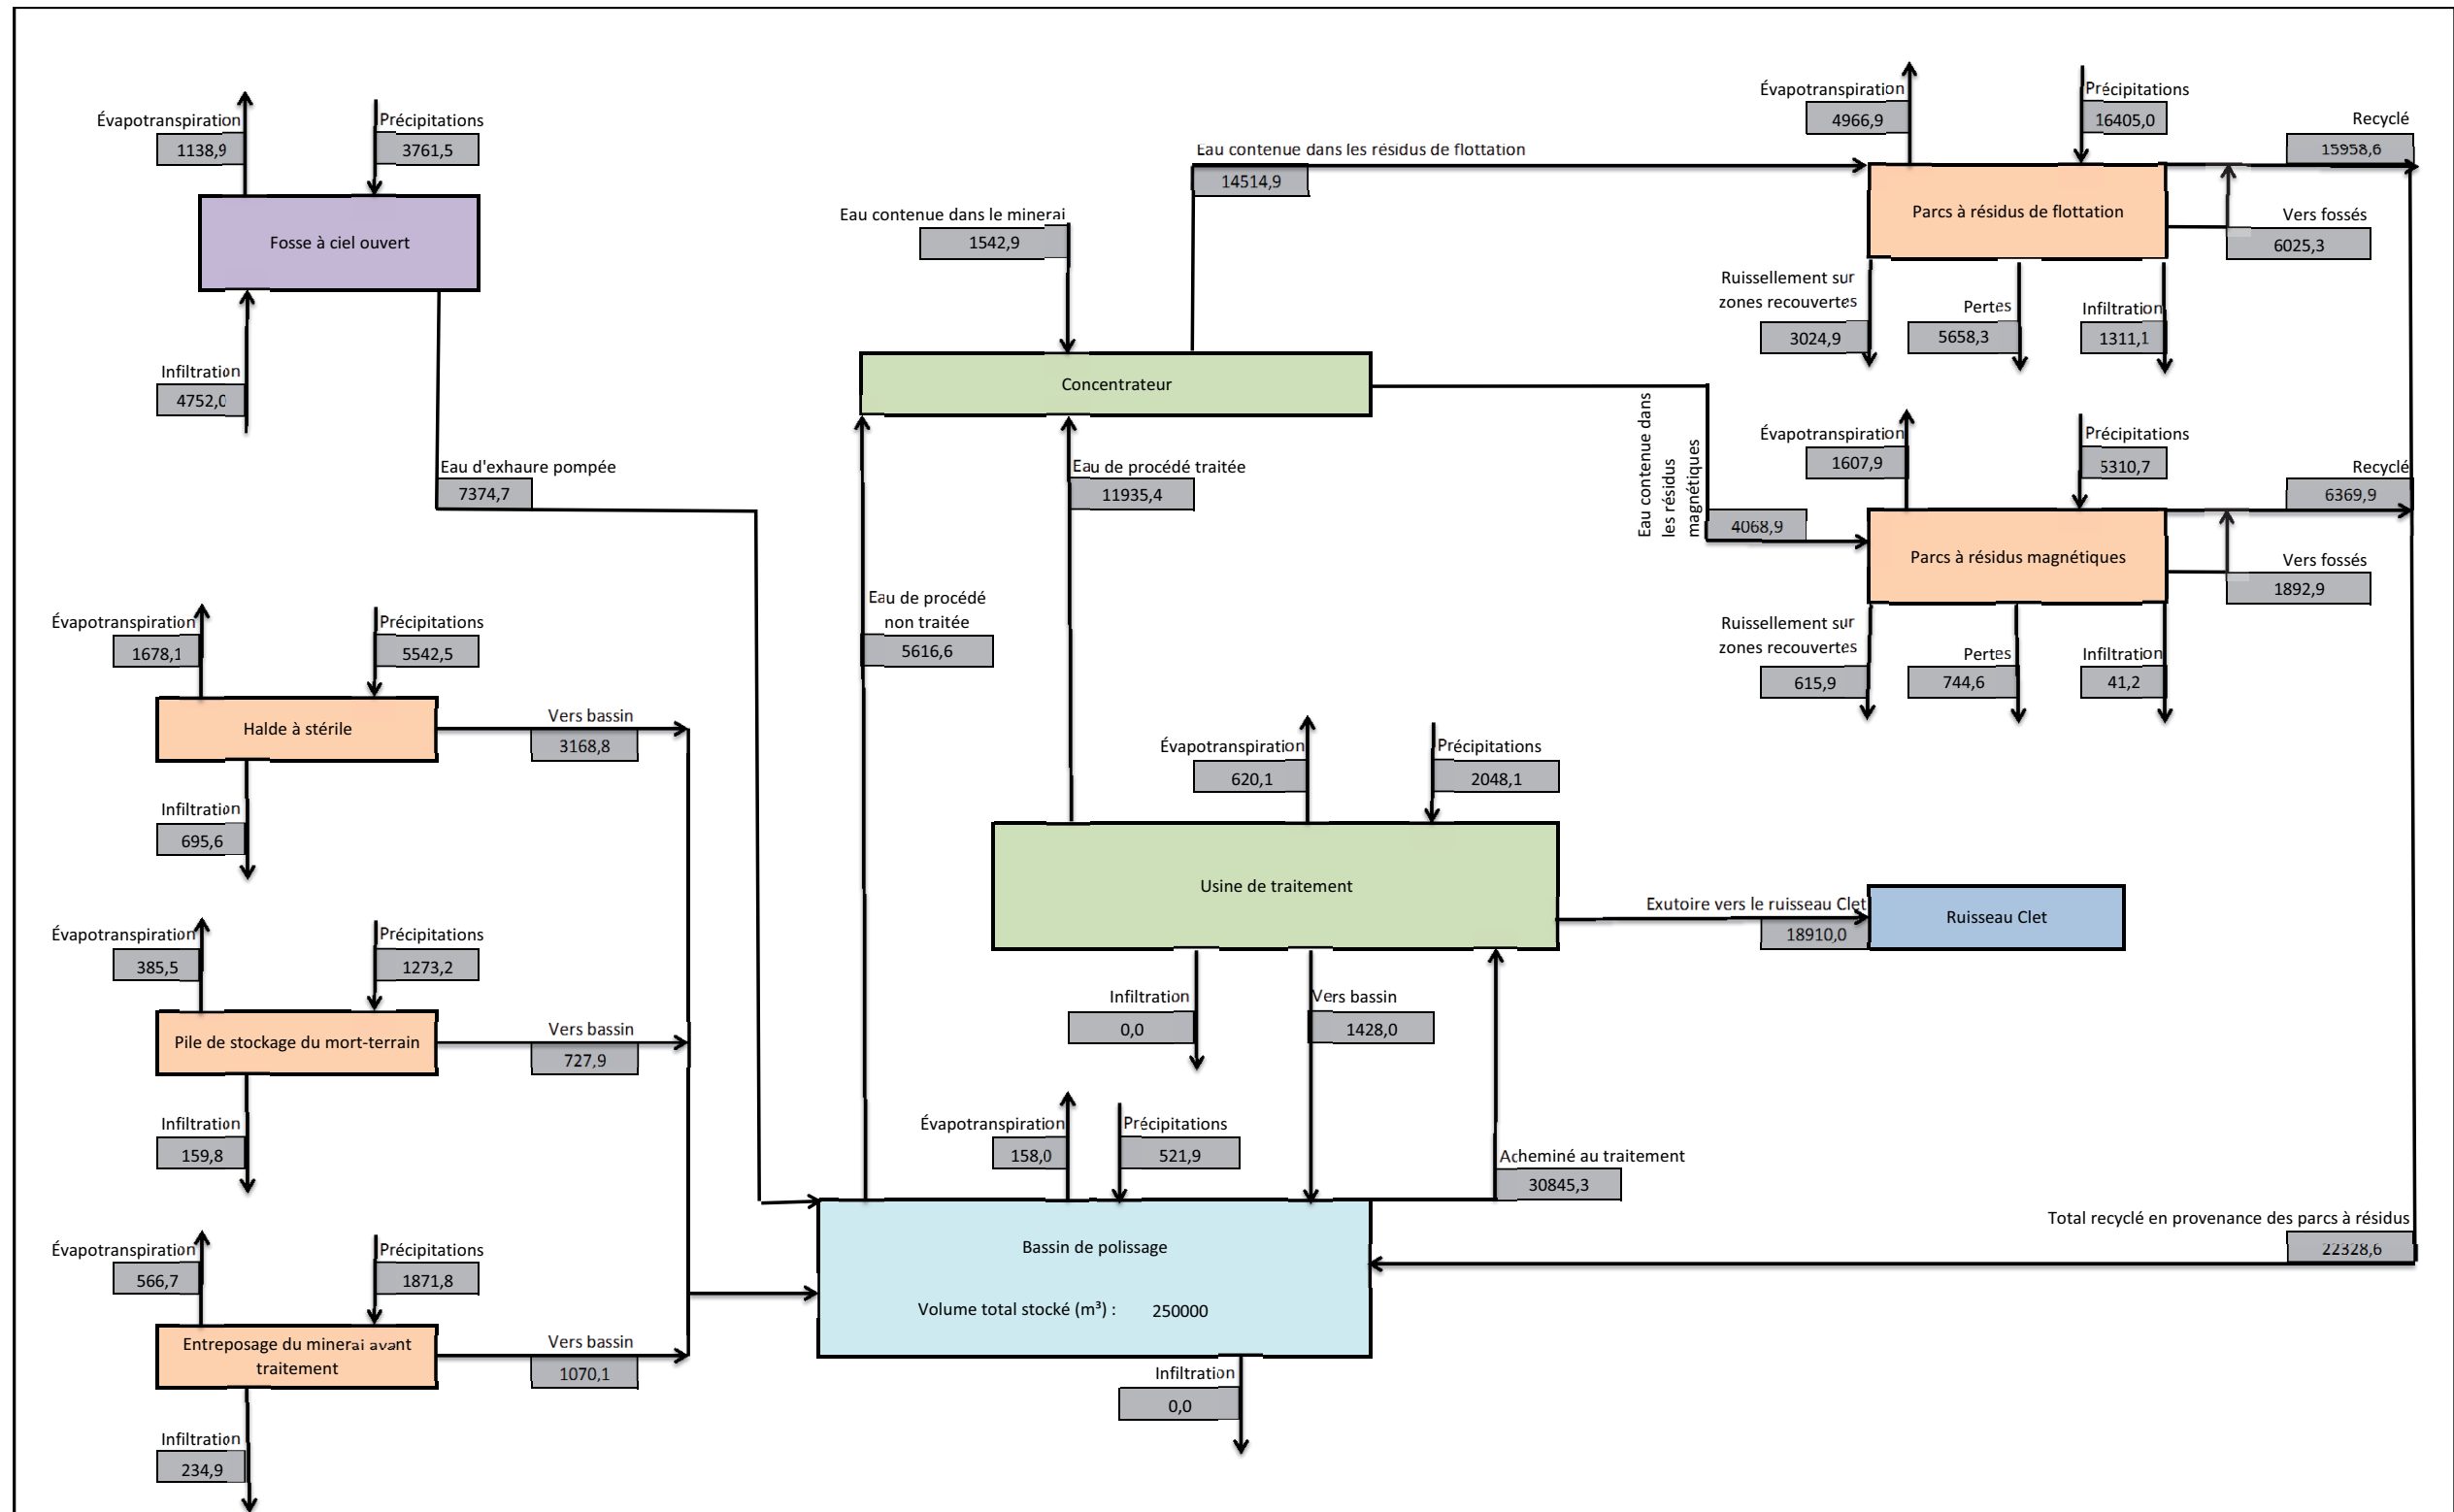 Évapotranspiration
1138,9
Précipitations
3761,5
Fosse à ciel ouvert
Infiltration
4752,0
Eau d'exhaure pompée
7374,7
Évapotranspiration
1678,1
Précipitations
5542,5
Halde à stérile
Vers bassin
3168,8
Infiltration
695,6
Évapotranspiration
385,5
Précipitations
1273,2
Pile de stockage du mort-terrain
Vers bassin
727,9
Infiltration
159,8
Évapotranspiration
566,7
Précipitations
1871,8
Entreposage du minerai avant
traitement
Vers bassin
1070,1
Infiltration
234,9
Eau contenue dans les résidus de flottation
14514,9
Eau contenue dans le minerai
1542,9
Concentrateur
Eau de procédé traitée
11935,4
Eau de procédé
non traitée
5616,6
Eau contenue dans
les résidus
magnétiques
4068,9
Évapotranspiration
620,1
Précipitations
2048,1
Usine de traitement
Exutoire vers le ruisseau Clet
18910,0
Ruisseau Clet
Infiltration
0,0
Vers bassin
1428,0
Évapotranspiration
158,0
Précipitations
521,9
Acheminé au traitement
30845,3
Bassin de polissage
Volume total stocké (m³) : 250000
Infiltration
0,0
Évapotranspiration
4966,9
Précipitations
16405,0
Recyclé
15958,6
Parcs à résidus de flottation
Vers fossés
6025,3
Ruissellement sur
zones recouvertes
3024,9
Pertes
5658,3
Infiltration
1311,1
Évapotranspiration
1607,9
Précipitations
5310,7
Recyclé
6369,9
Parcs à résidus magnétiques
Vers fossés
1892,9
Ruissellement sur
zones recouvertes
615,9
Pertes
744,6
Infiltration
41,2
Total recyclé en provenance des parcs à résidus
22328,6